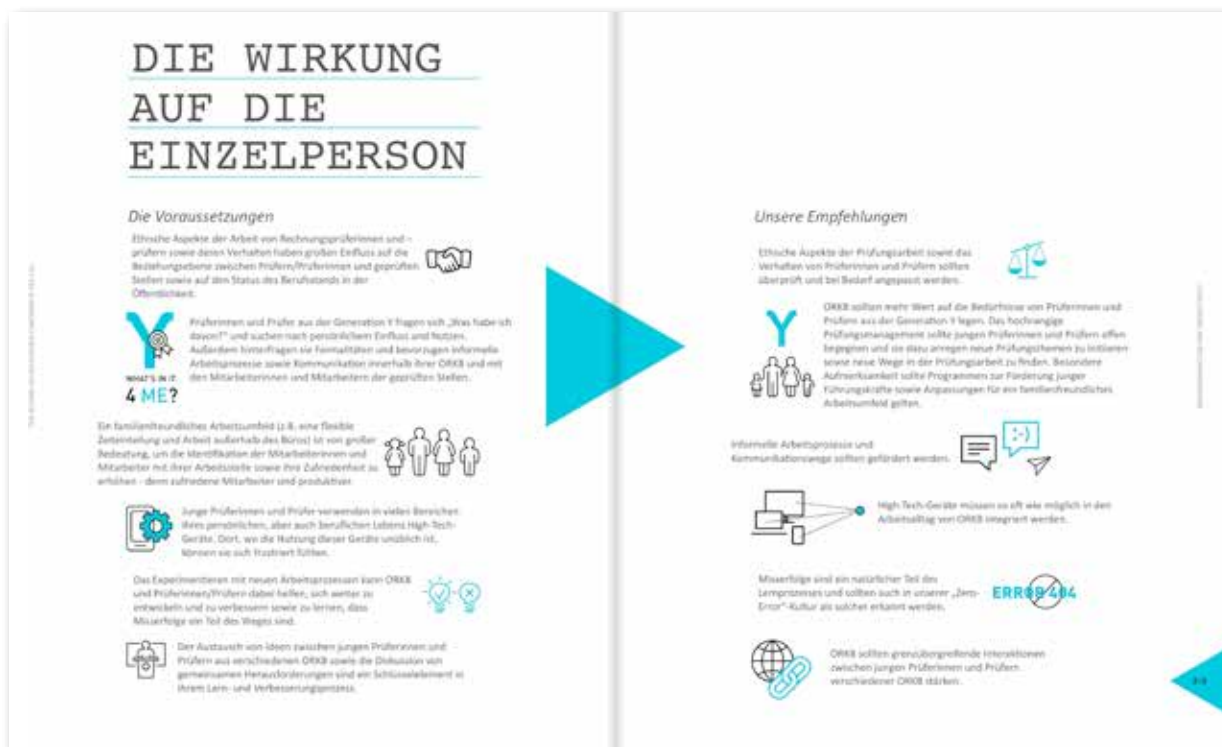 DIE WIRKUNG
AUF DIE
EINZELPERSON
Die Voraussetzungen
Ethische Aspekte der Arbeit von Rechnungsprüferinnen und –
prüfern sowie deren Verhalten haben großen Einfluss auf die
Beziehungsebene zwischen Prüfern/Prüferinnen und geprüften
Stellen sowie auf den Status des Berufsstands in der
Öffentlichkeit.
Y
Prüferinnen und Prüfer aus der Generation Y fragen sich „Was habe ich
davon?" und suchen nach persönlichem Einfluss und Nutzen.
Außerdem hinterfragen sie Formalitäten und bevorzugen informelle
Arbeitsprozesse sowie Kommunikation innerhalb ihrer ORKB und mit
den Mitarbeiterinnen und Mitarbeitern der geprüften Stellen.
WHAT'S IN IT
4 ME?
Ein familienfreundliches Arbeitsumfeld (z.B. eine flexible
Zeiteinteilung und Arbeit außerhalb des Büros) ist von großer
Bedeutung, um die Identifikation der Mitarbeiterinnen und
Mitarbeiter mit ihrer Arbeitsstelle sowie ihre Zufriedenheit zu
erhöhen - denn zufriedene Mitarbeiter sind produktiver.
Junge Prüferinnen und Prüfer verwenden in vielen Bereichen
ihres persönlichen, aber auch beruflichen Lebens High-Tech-
Geräte. Dort, wo die Nutzung dieser Geräte unüblich ist,
können sie sich frustriert fühlen.
Das Experimentieren mit neuen Arbeitsprozessen kann ORKB
und Prüferinnen/Prüfern dabei helfen, sich weiter zu
entwickeln und zu verbessern sowie zu lernen, dass
Misserfolge ein Teil des Weges sind.
Der Austausch von Ideen zwischen jungen Prüferinnen und
Prüfern aus verschiedenen ORKB sowie die Diskussion von
gemeinsamen Herausforderungen sind ein Schlüsselelement in
ihrem Lern- und Verbesserungsprozess.
Unsere Empfehlungen
Ethische Aspekte der Prüfungsarbeit sowie das
Verhalten von Prüferinnen und Prüfern sollten
überprüft und bei Bedarf angepasst werden.
Y
ORKB sollten mehr Wert auf die Bedürfnisse von Prüferinnen und
Prüfern aus der Generation Y legen. Das hochrangige
Prüfungsmanagement sollte jungen Prüferinnen und Prüfern offen
begegnen und sie dazu anregen neue Prüfungsthemen zu initiieren
sowie neue Wege in der Prüfungsarbeit zu finden. Besondere
Aufmerksamkeit sollte Programmen zur Förderung junger
Führungskräfte sowie Anpassungen für ein familienfreundliches
Arbeitsumfeld gelten.
Informelle Arbeitsprozesse und
Kommunikationswege sollten gefördert werden.
:-)
High Tech-Geräte müssen so oft wie möglich in den
Arbeitsalltag von ORKB integriert werden.
Misserfolge sind ein natürlicher Teil des
Lernprozesses und sollten auch in unserer „Zero-
Error"-Kultur als solcher erkannt werden.
ERROR 404
ORKB sollten grenzübergreifende Interaktionen
zwischen jungen Prüferinnen und Prüfern
verschiedener ORKB stärken.